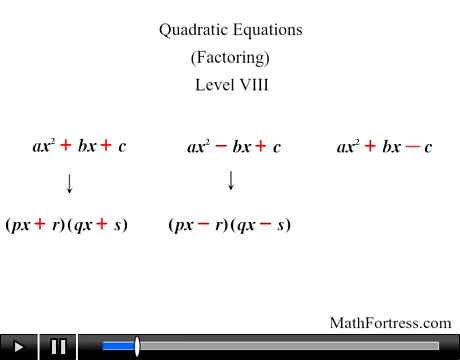 Quadratic Equations
(Factoring)
Level VIII
ax² + bx + c    ax² − bx + c    ax² + bx − c
↓    ↓
(px + r)(qx + s)    (px − r)(qx − s)
MathFortress.com